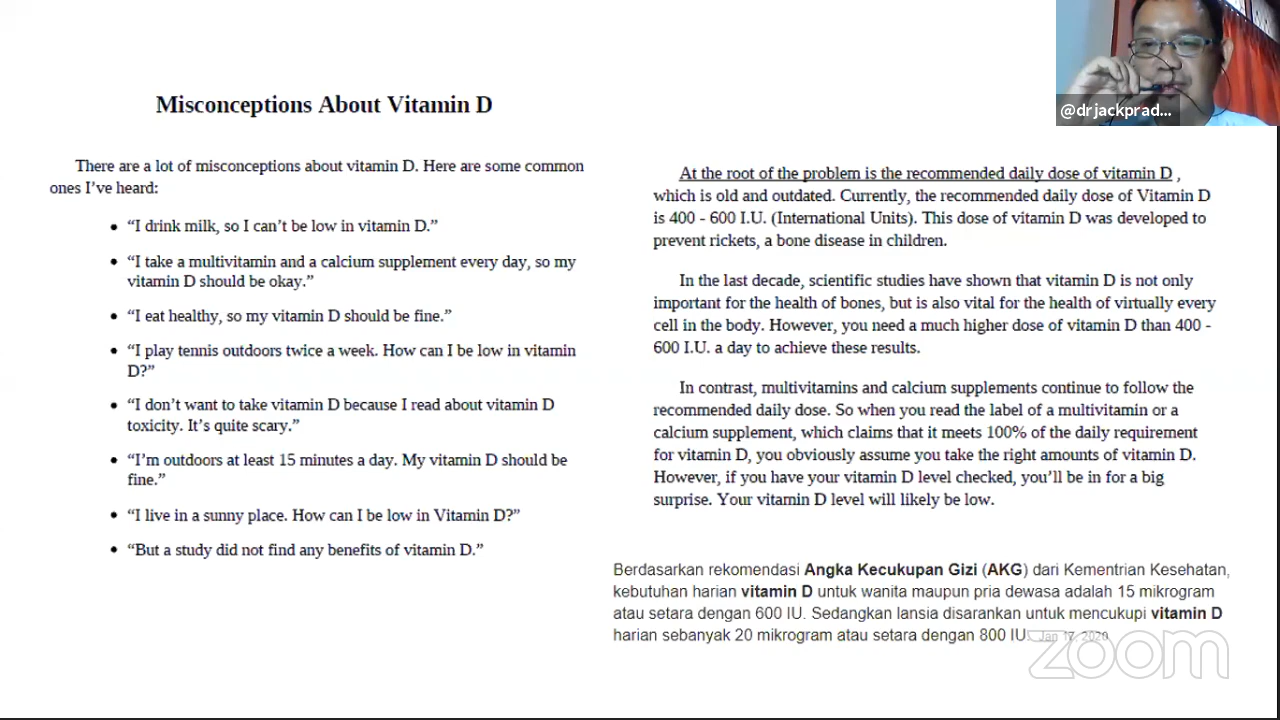 Misconceptions About Vitamin D
There are a lot of misconceptions about vitamin D. Here are some common
ones I’ve heard:
• “I drink milk, so I can’t be low in vitamin D.”
• “I take a multivitamin and a calcium supplement every day, so my
vitamin D should be okay.”
• “I eat healthy, so my vitamin D should be fine.”
• “I play tennis outdoors twice a week. How can I be low in vitamin
D?”
• “I don’t want to take vitamin D because I read about vitamin D
toxicity. It’s quite scary.”
• “I’m outdoors at least 15 minutes a day. My vitamin D should be
fine.”
• “I live in a sunny place. How can I be low in Vitamin D?”
• “But a study did not find any benefits of vitamin D.”
@drjackprad...
At the root of the problem is the recommended daily dose of vitamin D ,
which is old and outdated. Currently, the recommended daily dose of Vitamin D
is 400 - 600 I.U. (International Units). This dose of vitamin D was developed to
prevent rickets, a bone disease in children.
In the last decade, scientific studies have shown that vitamin D is not only
important for the health of bones, but is also vital for the health of virtually every
cell in the body. However, you need a much higher dose of vitamin D than 400 -
600 I.U. a day to achieve these results.
In contrast, multivitamins and calcium supplements continue to follow the
recommended daily dose. So when you read the label of a multivitamin or a
calcium supplement, which claims that it meets 100% of the daily requirement
for vitamin D, you obviously assume you take the right amounts of vitamin D.
However, if you have your vitamin D level checked, you’ll be in for a big
surprise. Your vitamin D level will likely be low.
Berdasarkan rekomendasi Angka Kecukupan Gizi (AKG) dari Kementrian Kesehatan,
kebutuhan harian vitamin D untuk wanita maupun pria dewasa adalah 15 mikrogram
atau setara dengan 600 IU. Sedangkan lansia disarankan untuk mencukupi vitamin D
harian sebanyak 20 mikrogram atau setara dengan 800 IU. Jan 17, 2020
zoom